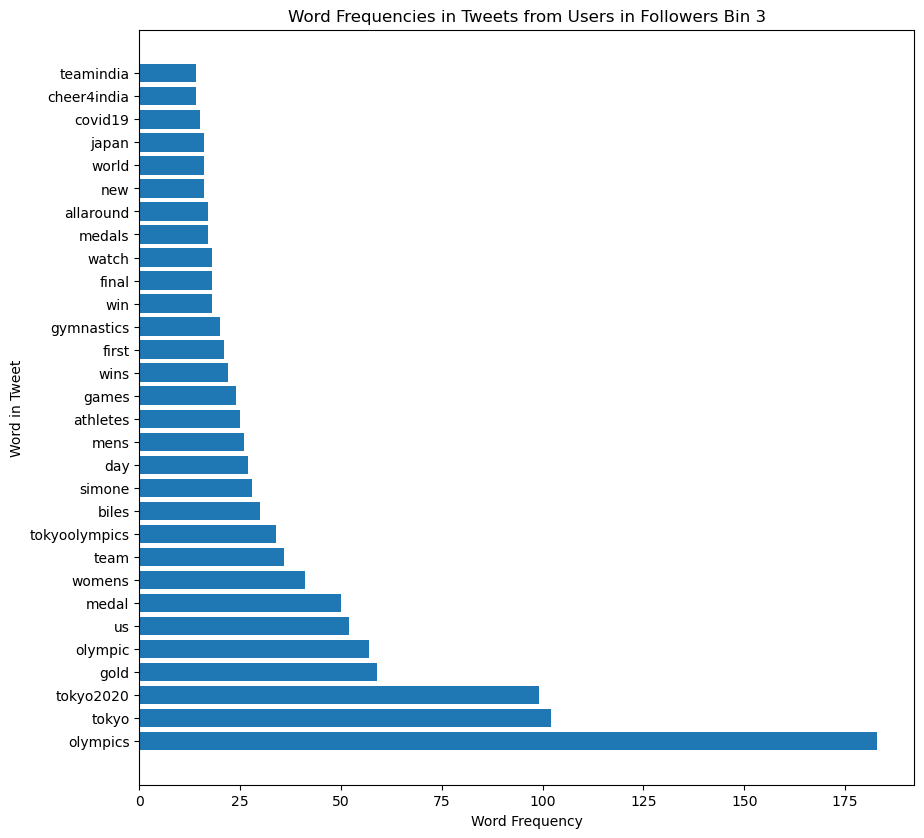 Word Frequencies in Tweets from Users in Followers Bin 3
teamindia
cheer4india
covid19
japan
world
new
allaround
medals
watch
final
win
gymnastics
first
wins
games
athletes
mens
day
simone
biles
tokyoolympics
team
womens
medal
us
olympic
gold
tokyo2020
tokyo
olympics
Word in Tweet
0 25 50 75 100 125 150 175
Word Frequency